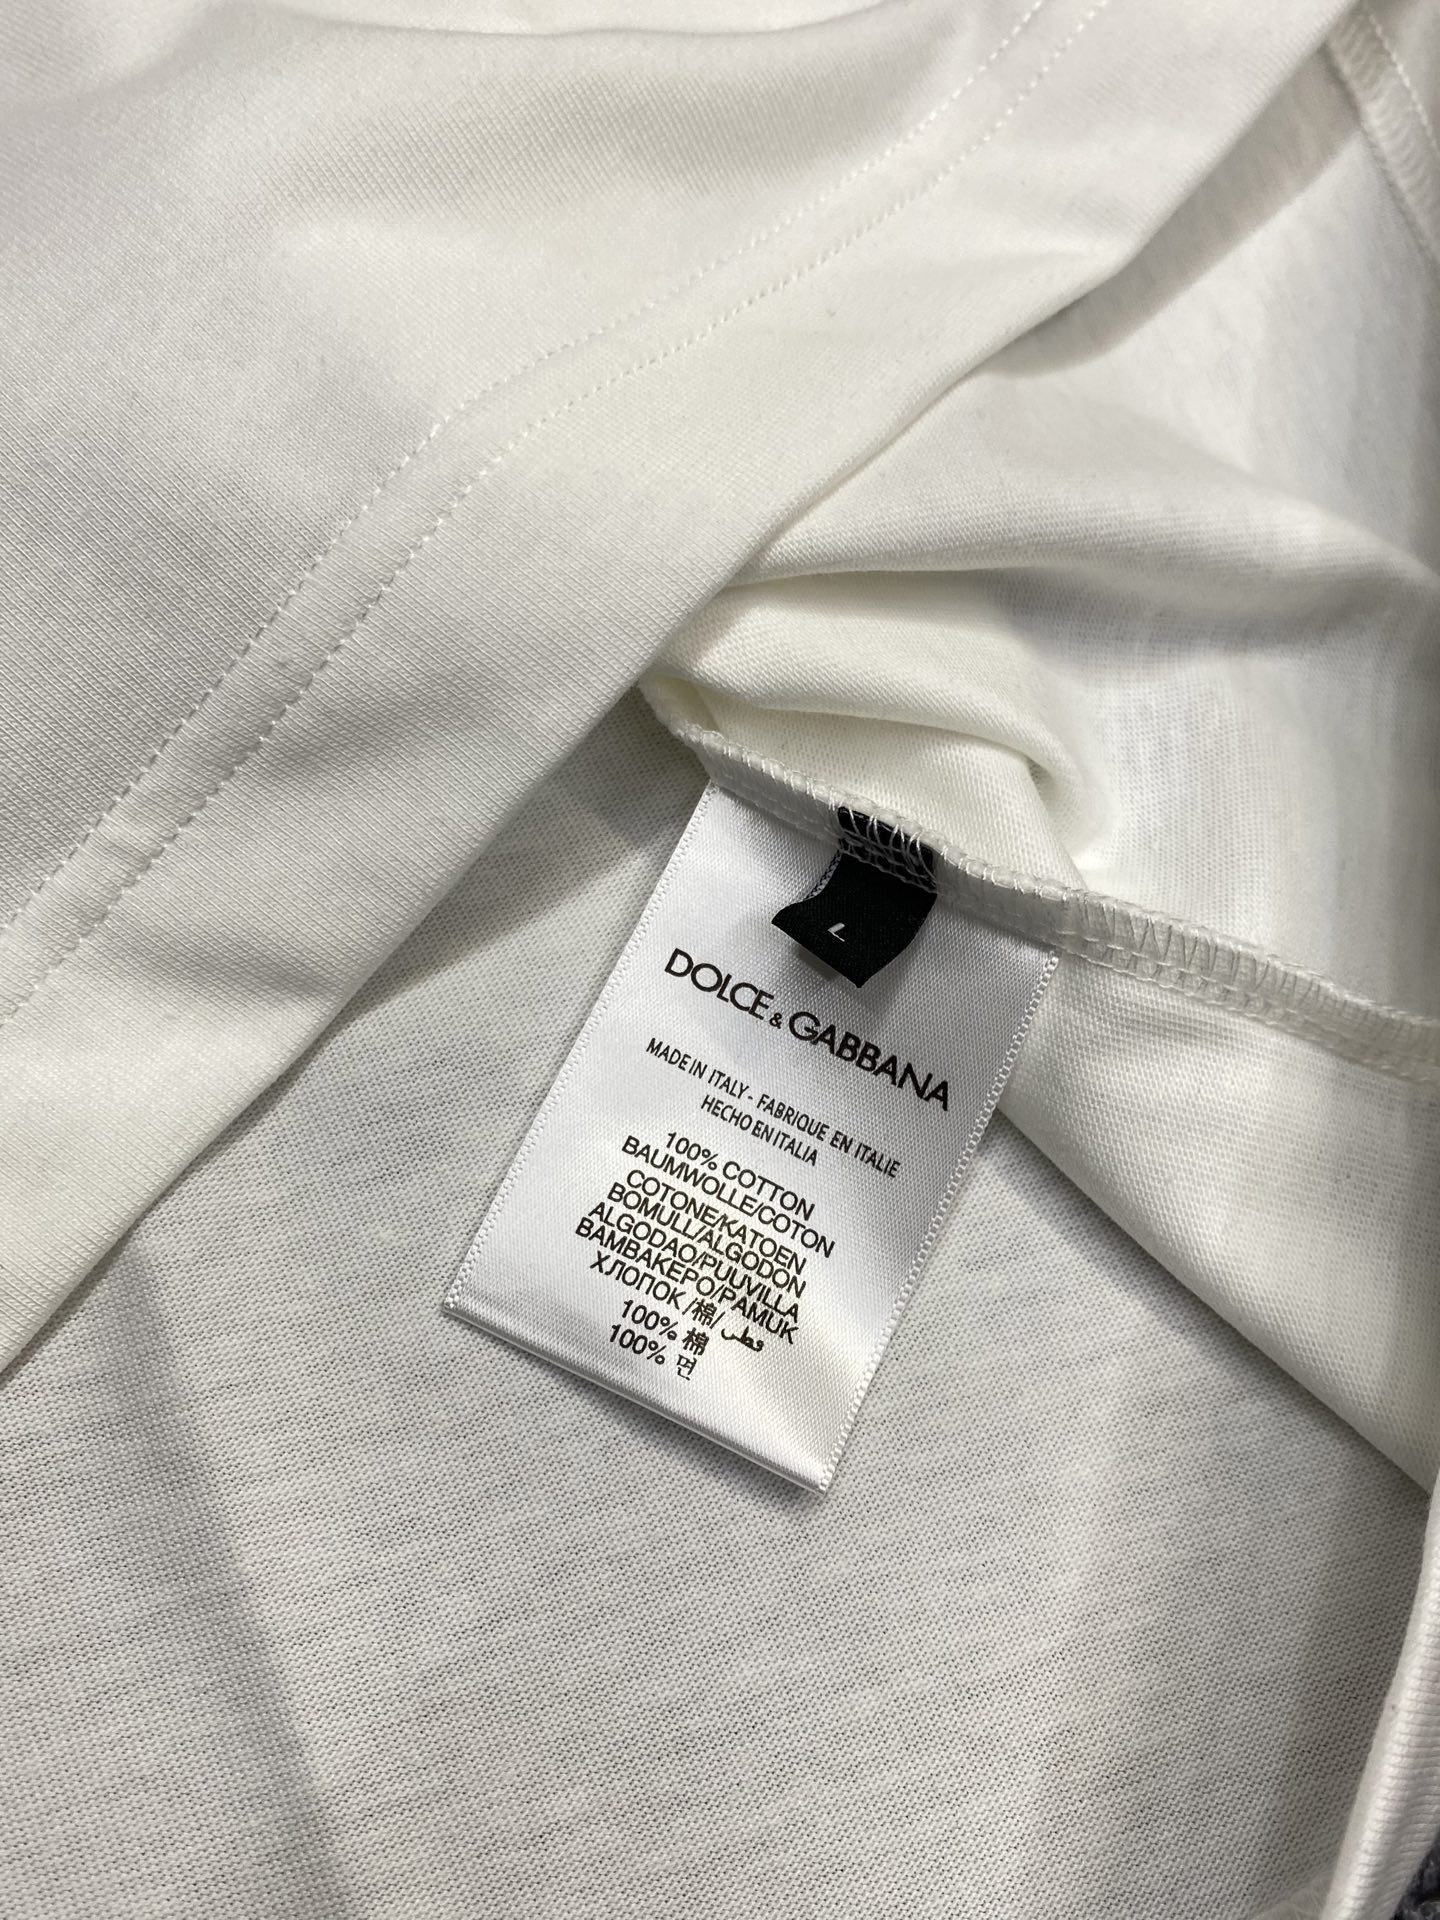 L
DOLCE & GABBANA
MADE IN ITALY - FABRIQUE EN ITALIE
HECHO EN ITALIA
100% COTTON
BAUMWOLLE/COTON
COTONE/KATOEN
BOMULL/ALGODON
ALGODAO/PUUVILLA
BAMBAKEPO/PAMUK
ХЛОПОК /棉/ قطن
100% 棉
100% 면